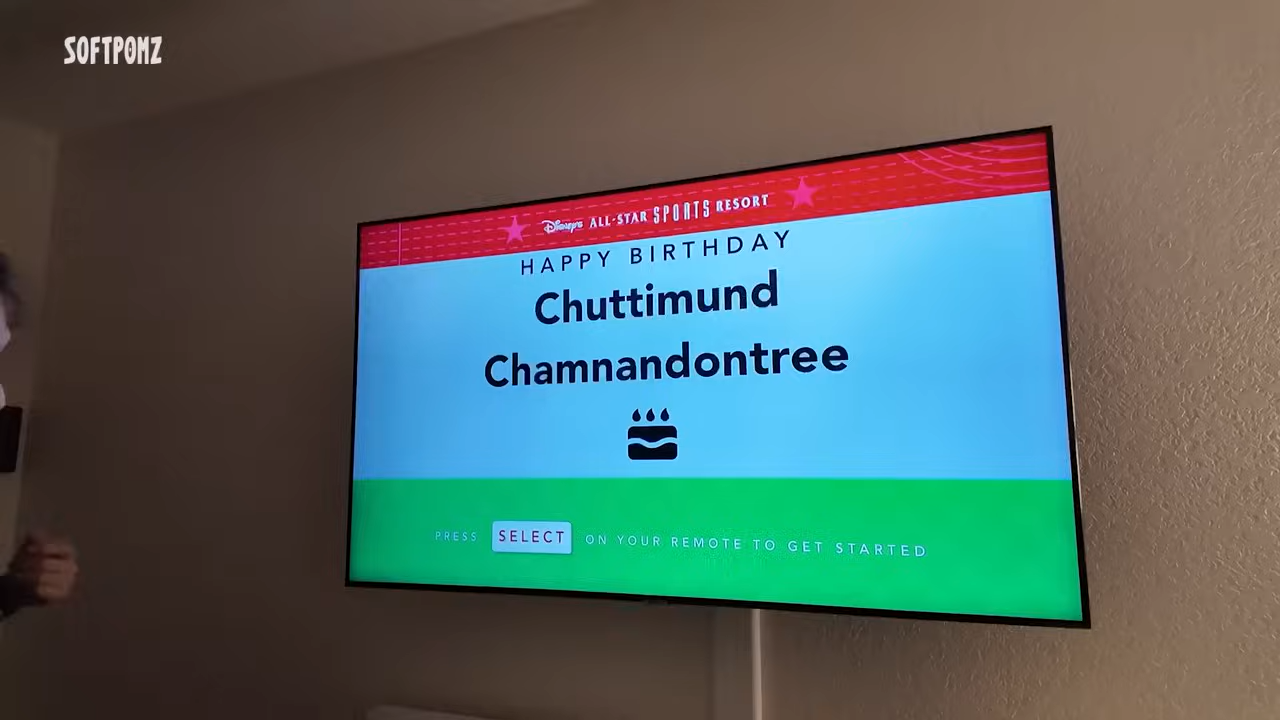 SOFTPOMZ
Disney's ALL-STAR SPORTS RESORT
HAPPY BIRTHDAY
Chuttimund
Chamnandontree
PRESS SELECT ON YOUR REMOTE TO GET STARTED